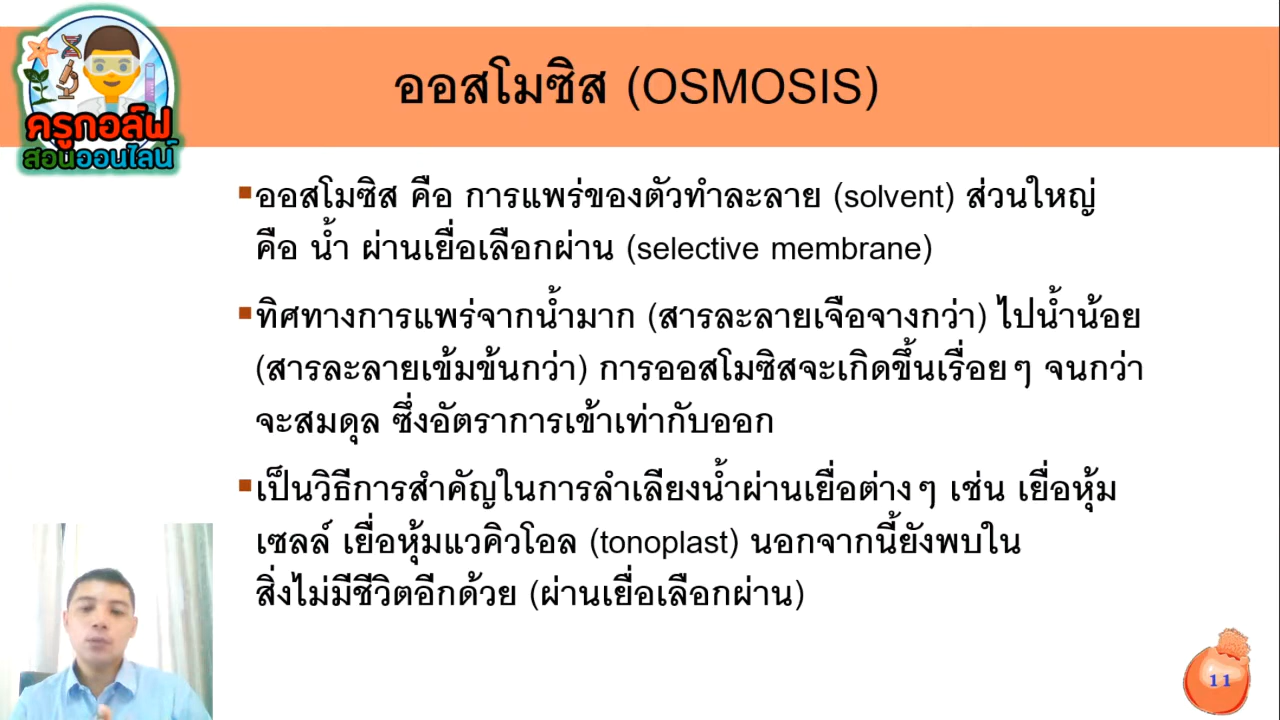 ครูกอล์ฟ
สอนออนไลน์
ออสโมซิส (OSMOSIS)
ออสโมซิส คือ การแพร่ของตัวทำละลาย (solvent) ส่วนใหญ่
คือ น้ำ ผ่านเยื่อเลือกผ่าน (selective membrane)
ทิศทางการแพร่จากน้ำมาก (สารละลายเจือจางกว่า) ไปน้ำน้อย
(สารละลายเข้มข้นกว่า) การออสโมซิสจะเกิดขึ้นเรื่อยๆ จนกว่า
จะสมดุล ซึ่งอัตราการเข้าเท่ากับออก
เป็นวิธีการสำคัญในการลำเลียงน้ำผ่านเยื่อต่างๆ เช่น เยื่อหุ้ม
เซลล์ เยื่อหุ้มแวคิวโอล (tonoplast) นอกจากนี้ยังพบใน
สิ่งไม่มีชีวิตอีกด้วย (ผ่านเยื่อเลือกผ่าน)
11